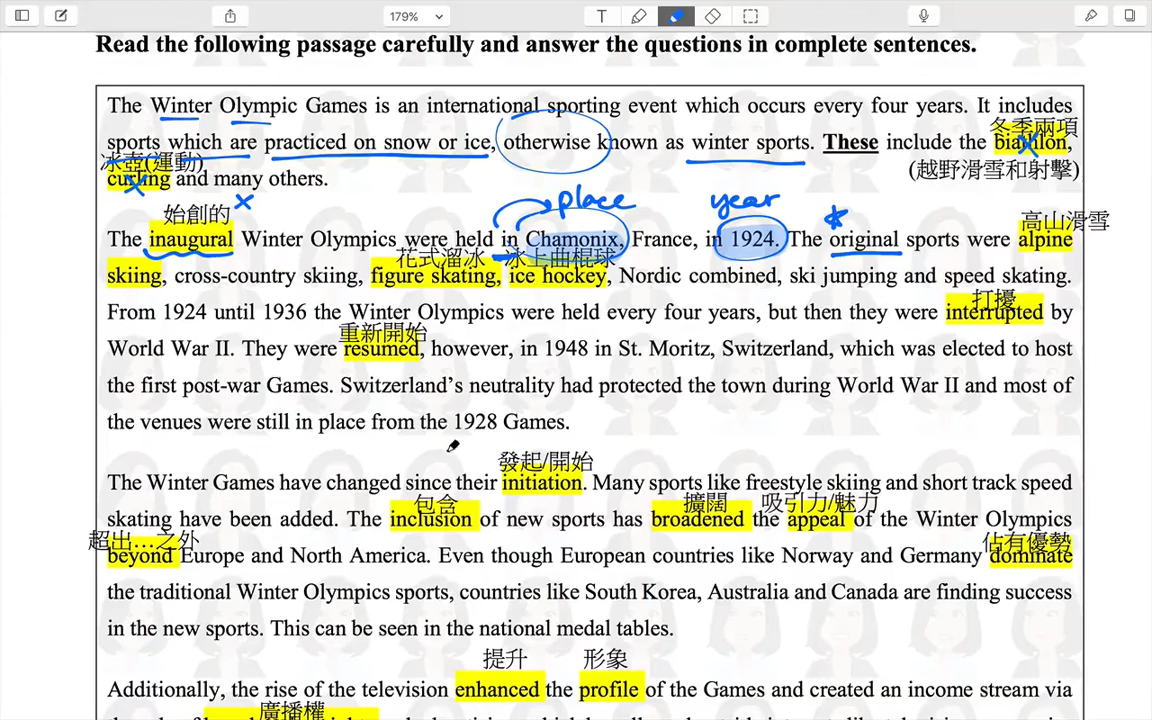 179%
T
Read the following passage carefully and answer the questions in complete sentences.
The Winter Olympic Games is an international sporting event which occurs every four years. It includes
冬季兩項
sports which are practiced on snow or ice, otherwise known as winter sports. These include the biathlon,
冰壺(運動)
(越野滑雪和射擊)
curling and many others.
始創的
place
year
高山滑雪
The inaugural Winter Olympics were held in Chamonix, France, in 1924. The original sports were alpine
花式溜冰
冰上曲棍球
skiing, cross-country skiing, figure skating, ice hockey, Nordic combined, ski jumping and speed skating.
打擾
From 1924 until 1936 the Winter Olympics were held every four years, but then they were interrupted by
重新開始
World War II. They were resumed, however, in 1948 in St. Moritz, Switzerland, which was elected to host
the first post-war Games. Switzerland's neutrality had protected the town during World War II and most of
the venues were still in place from the 1928 Games.
發起/開始
The Winter Games have changed since their initiation. Many sports like freestyle skiing and short track speed
包含
擴闊
吸引力/魅力
skating have been added. The inclusion of new sports has broadened the appeal of the Winter Olympics
超出...之外
佔有優勢
beyond Europe and North America. Even though European countries like Norway and Germany dominate
the traditional Winter Olympics sports, countries like South Korea, Australia and Canada are finding success
in the new sports. This can be seen in the national medal tables.
提升
形象
Additionally, the rise of the television enhanced the profile of the Games and created an income stream via
廣播權